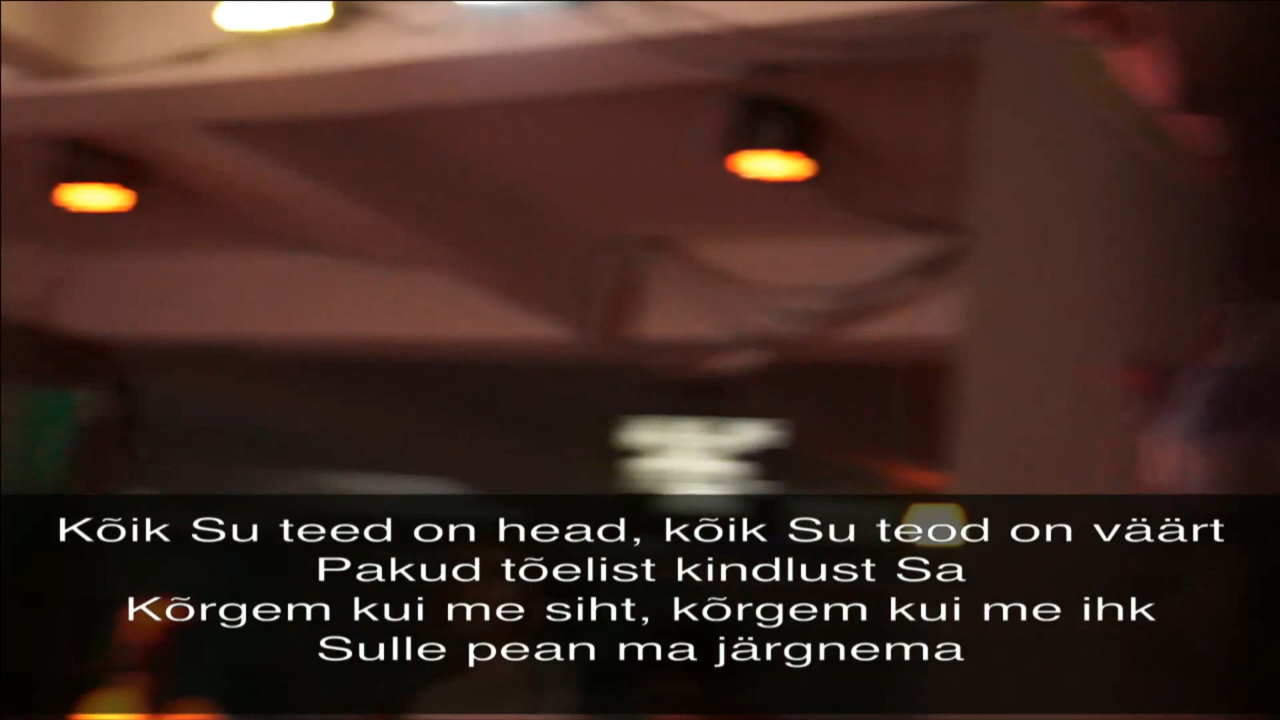 Kõik Su teed on head, kõik Su teod on väärt
Pakud tõelist kindlust Sa
Kõrgem kui me siht, kõrgem kui me ihk
Sulle pean ma järgnema